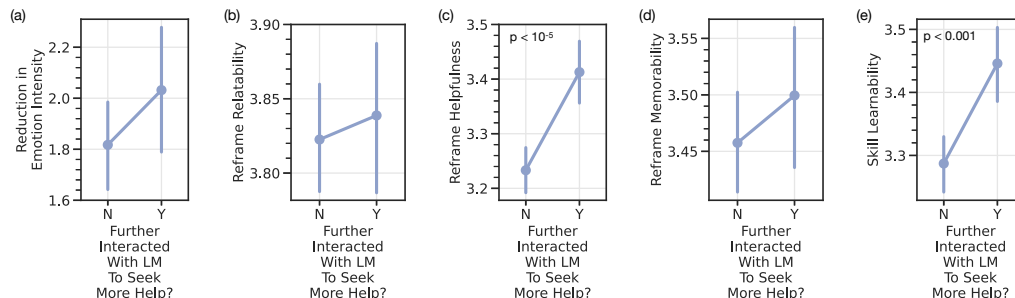 (a)
Reduction in
Emotion Intensity
2.2
2.0
1.8
1.6
N Y
Further
Interacted
With LM
To Seek
More Help?
(b)
Reframe Relatability
3.90
3.85
3.80
N Y
Further
Interacted
With LM
To Seek
More Help?
(c)
Reframe Helpfulness
3.5
3.4
3.3
3.2
p < 10⁻⁵
N Y
Further
Interacted
With LM
To Seek
More Help?
(d)
Reframe Memorability
3.55
3.50
3.45
N Y
Further
Interacted
With LM
To Seek
More Help?
(e)
Skill Learnability
3.5
3.4
3.3
p < 0.001
N Y
Further
Interacted
With LM
To Seek
More Help?